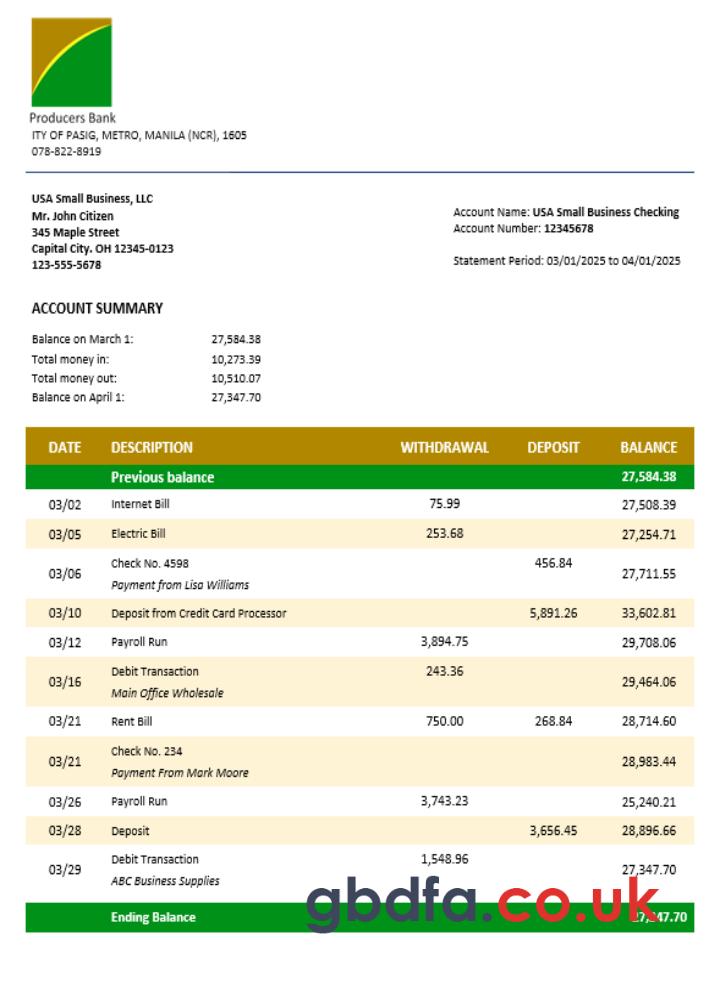 Producers Bank
ITY OF PASIG, METRO, MANILA (NCR), 1605
078-822-8919
USA Small Business, LLC
Mr. John Citizen
345 Maple Street
Capital City. OH 12345-0123
123-555-5678
Account Name: USA Small Business Checking
Account Number: 12345678
Statement Period: 03/01/2025 to 04/01/2025
ACCOUNT SUMMARY
Balance on March 1: 27,584.38
Total money in: 10,273.39
Total money out: 10,510.07
Balance on April 1: 27,347.70
DATE DESCRIPTION WITHDRAWAL DEPOSIT BALANCE
Previous balance 27,584.38
03/02 Internet Bill 75.99 27,508.39
03/05 Electric Bill 253.68 27,254.71
03/06 Check No. 4598 456.84 27,711.55
Payment from Lisa Williams
03/10 Deposit from Credit Card Processor 5,891.26 33,602.81
03/12 Payroll Run 3,894.75 29,708.06
03/16 Debit Transaction 243.36 29,464.06
Main Office Wholesale
03/21 Rent Bill 750.00 268.84 28,714.60
03/21 Check No. 234 28,983.44
Payment From Mark Moore
03/26 Payroll Run 3,743.23 25,240.21
03/28 Deposit 3,656.45 28,896.66
03/29 Debit Transaction 1,548.96 27,347.70
ABC Business Supplies
gbdfa.co.uk
Ending Balance